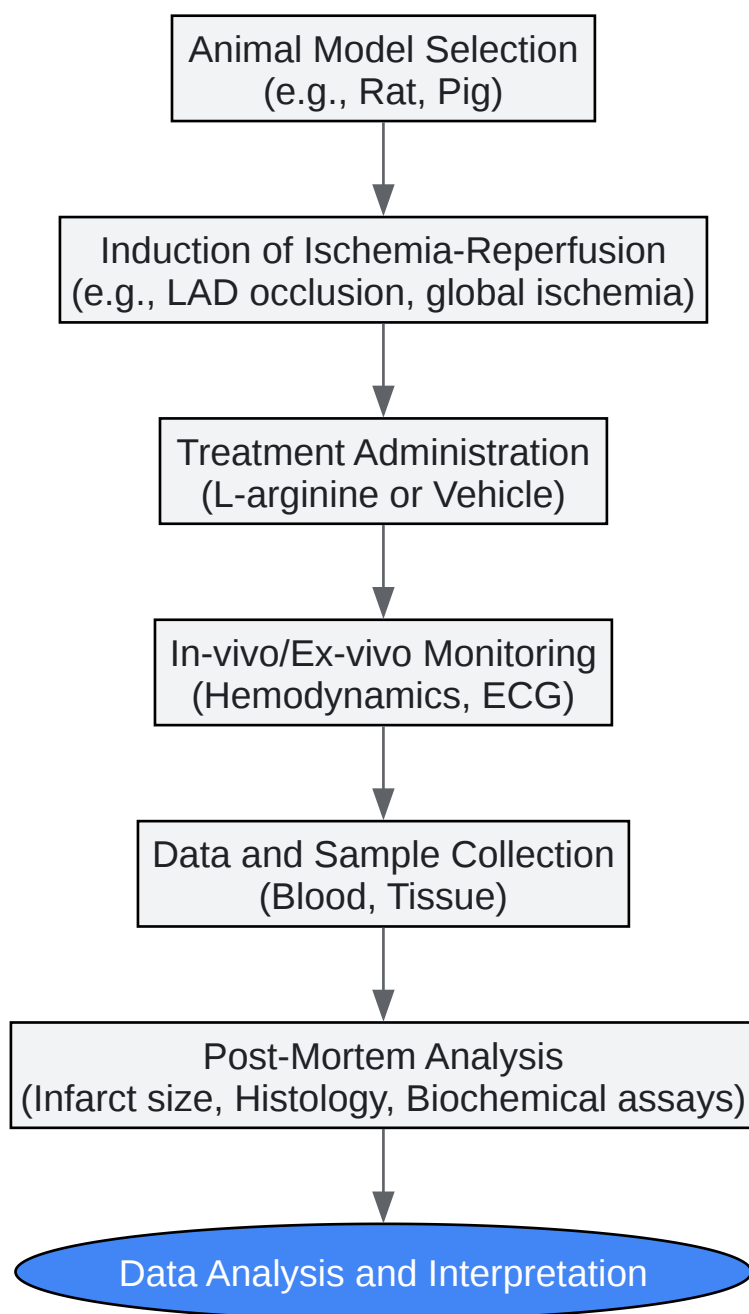 Animal Model Selection
(e.g., Rat, Pig)
Induction of Ischemia-Reperfusion
(e.g., LAD occlusion, global ischemia)
Treatment Administration
(L-arginine or Vehicle)
In-vivo/Ex-vivo Monitoring
(Hemodynamics, ECG)
Data and Sample Collection
(Blood, Tissue)
Post-Mortem Analysis
(Infarct size, Histology, Biochemical assays)
Data Analysis and Interpretation